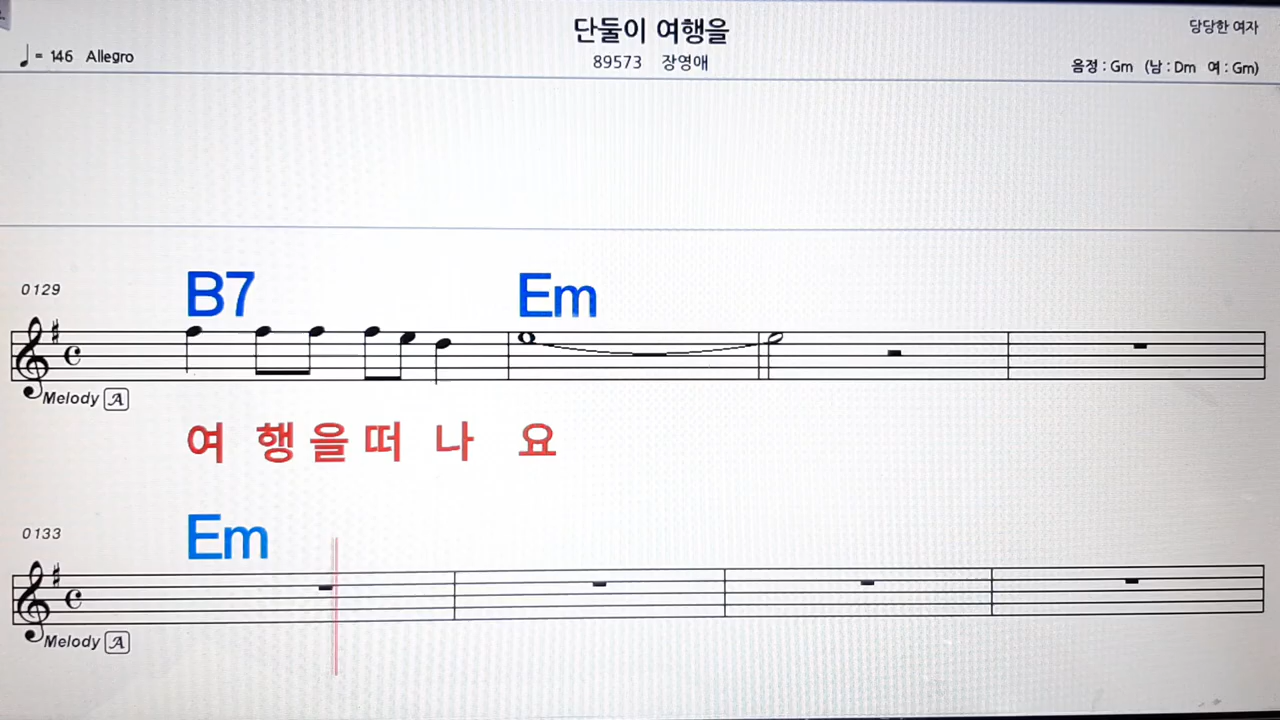 단둘이 여행을
당당한 여자
♩= 146 Allegro
89573 장영애
음정 : Gm (남 : Dm 여 : Gm)
0129
B7 Em
Melody A
여 행 을 떠 나 요
0133
Em
Melody A